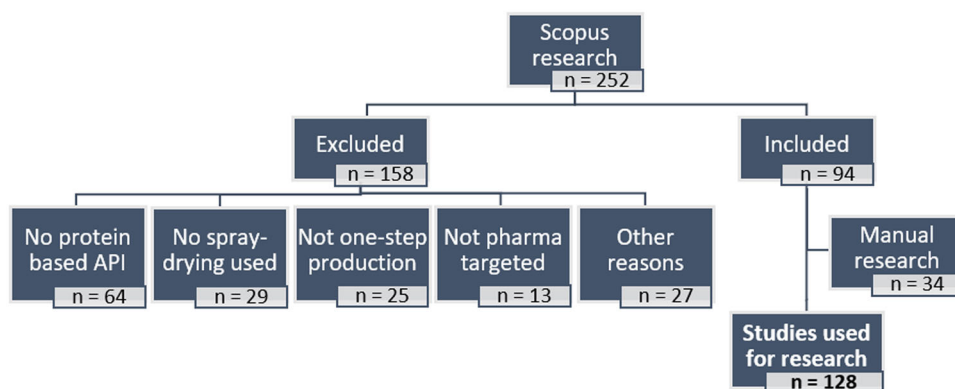 Scopus
research
n = 252
Excluded
n = 158
Included
n = 94
No protein
based API
n = 64
No spray-
drying used
n = 29
Not one-step
production
n = 25
Not pharma
targeted
n = 13
Other
reasons
n = 27
Manual
research
n = 34
Studies used
for research
n = 128